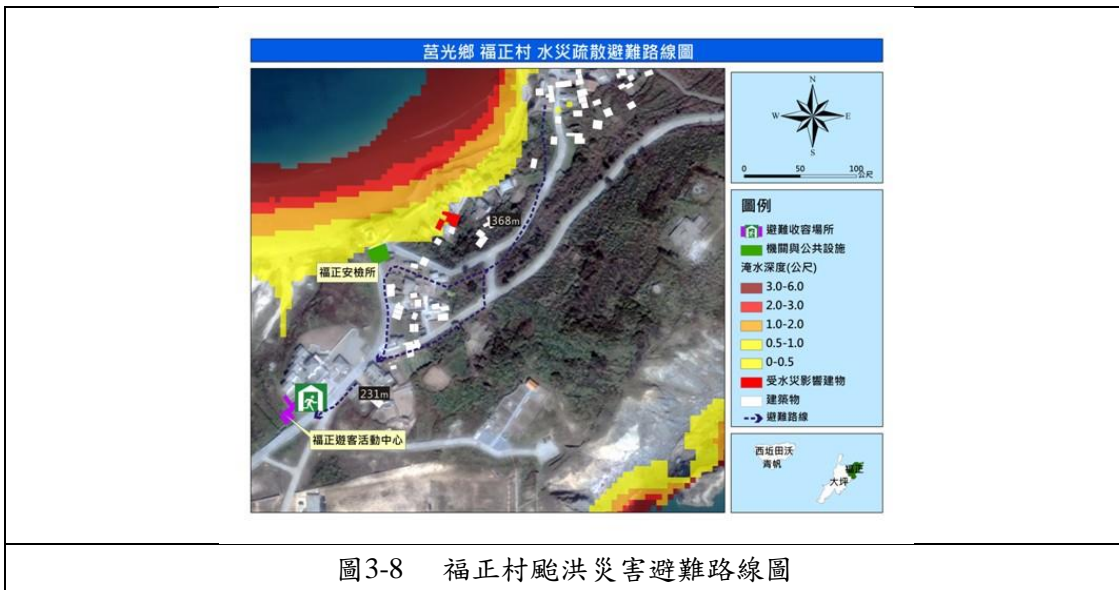 莒光鄉 福正村 水災疏散避難路線圖
N
W
E
S
0
50
100
公尺
368m
福正安檢所
231m
福正遊客活動中心
圖例
避難收容場所
機關與公共設施
淹水深度(公尺)
3.0-6.0
2.0-3.0
1.0-2.0
0.5-1.0
0-0.5
受水災影響建物
建築物
避難路線
西坵田沃
青帆
福正
大坪
圖3-8 福正村颱洪災害避難路線圖